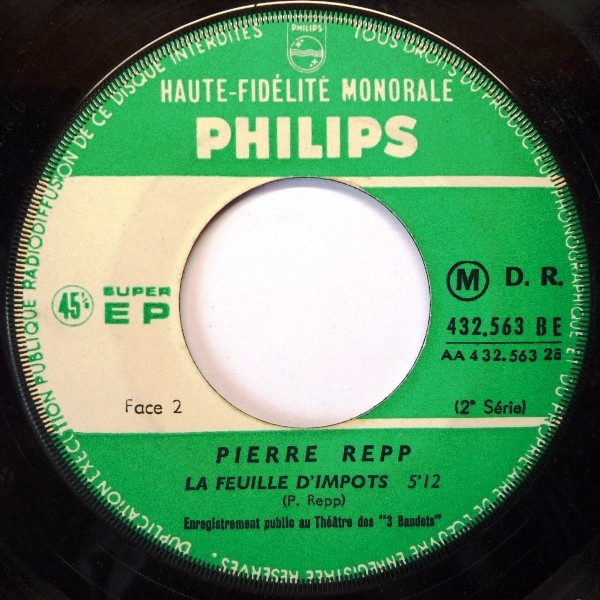 PHILIPS
HAUTE-FIDÉLITÉ MONORALE
PHILIPS
45 SUPER
EP
M D. R.
432.563 BE
AA 432.563 2B
Face 2
(2e Série)
PIERRE REPP
LA FEUILLE D'IMPOTS 5'12
(P. Repp)
Enregistrement public au Théâtre des "3 Baudets"
TOUS DROITS DU PRODUCTEUR PHONOGRAPHIQUE ET DU PROPRIÉTAIRE DE L'ŒUVRE ENREGISTRÉE RÉSERVÉS - DUPLICATION EXÉCUTION PUBLIQUE RADIODIFFUSION DE CE DISQUE INTERDITES